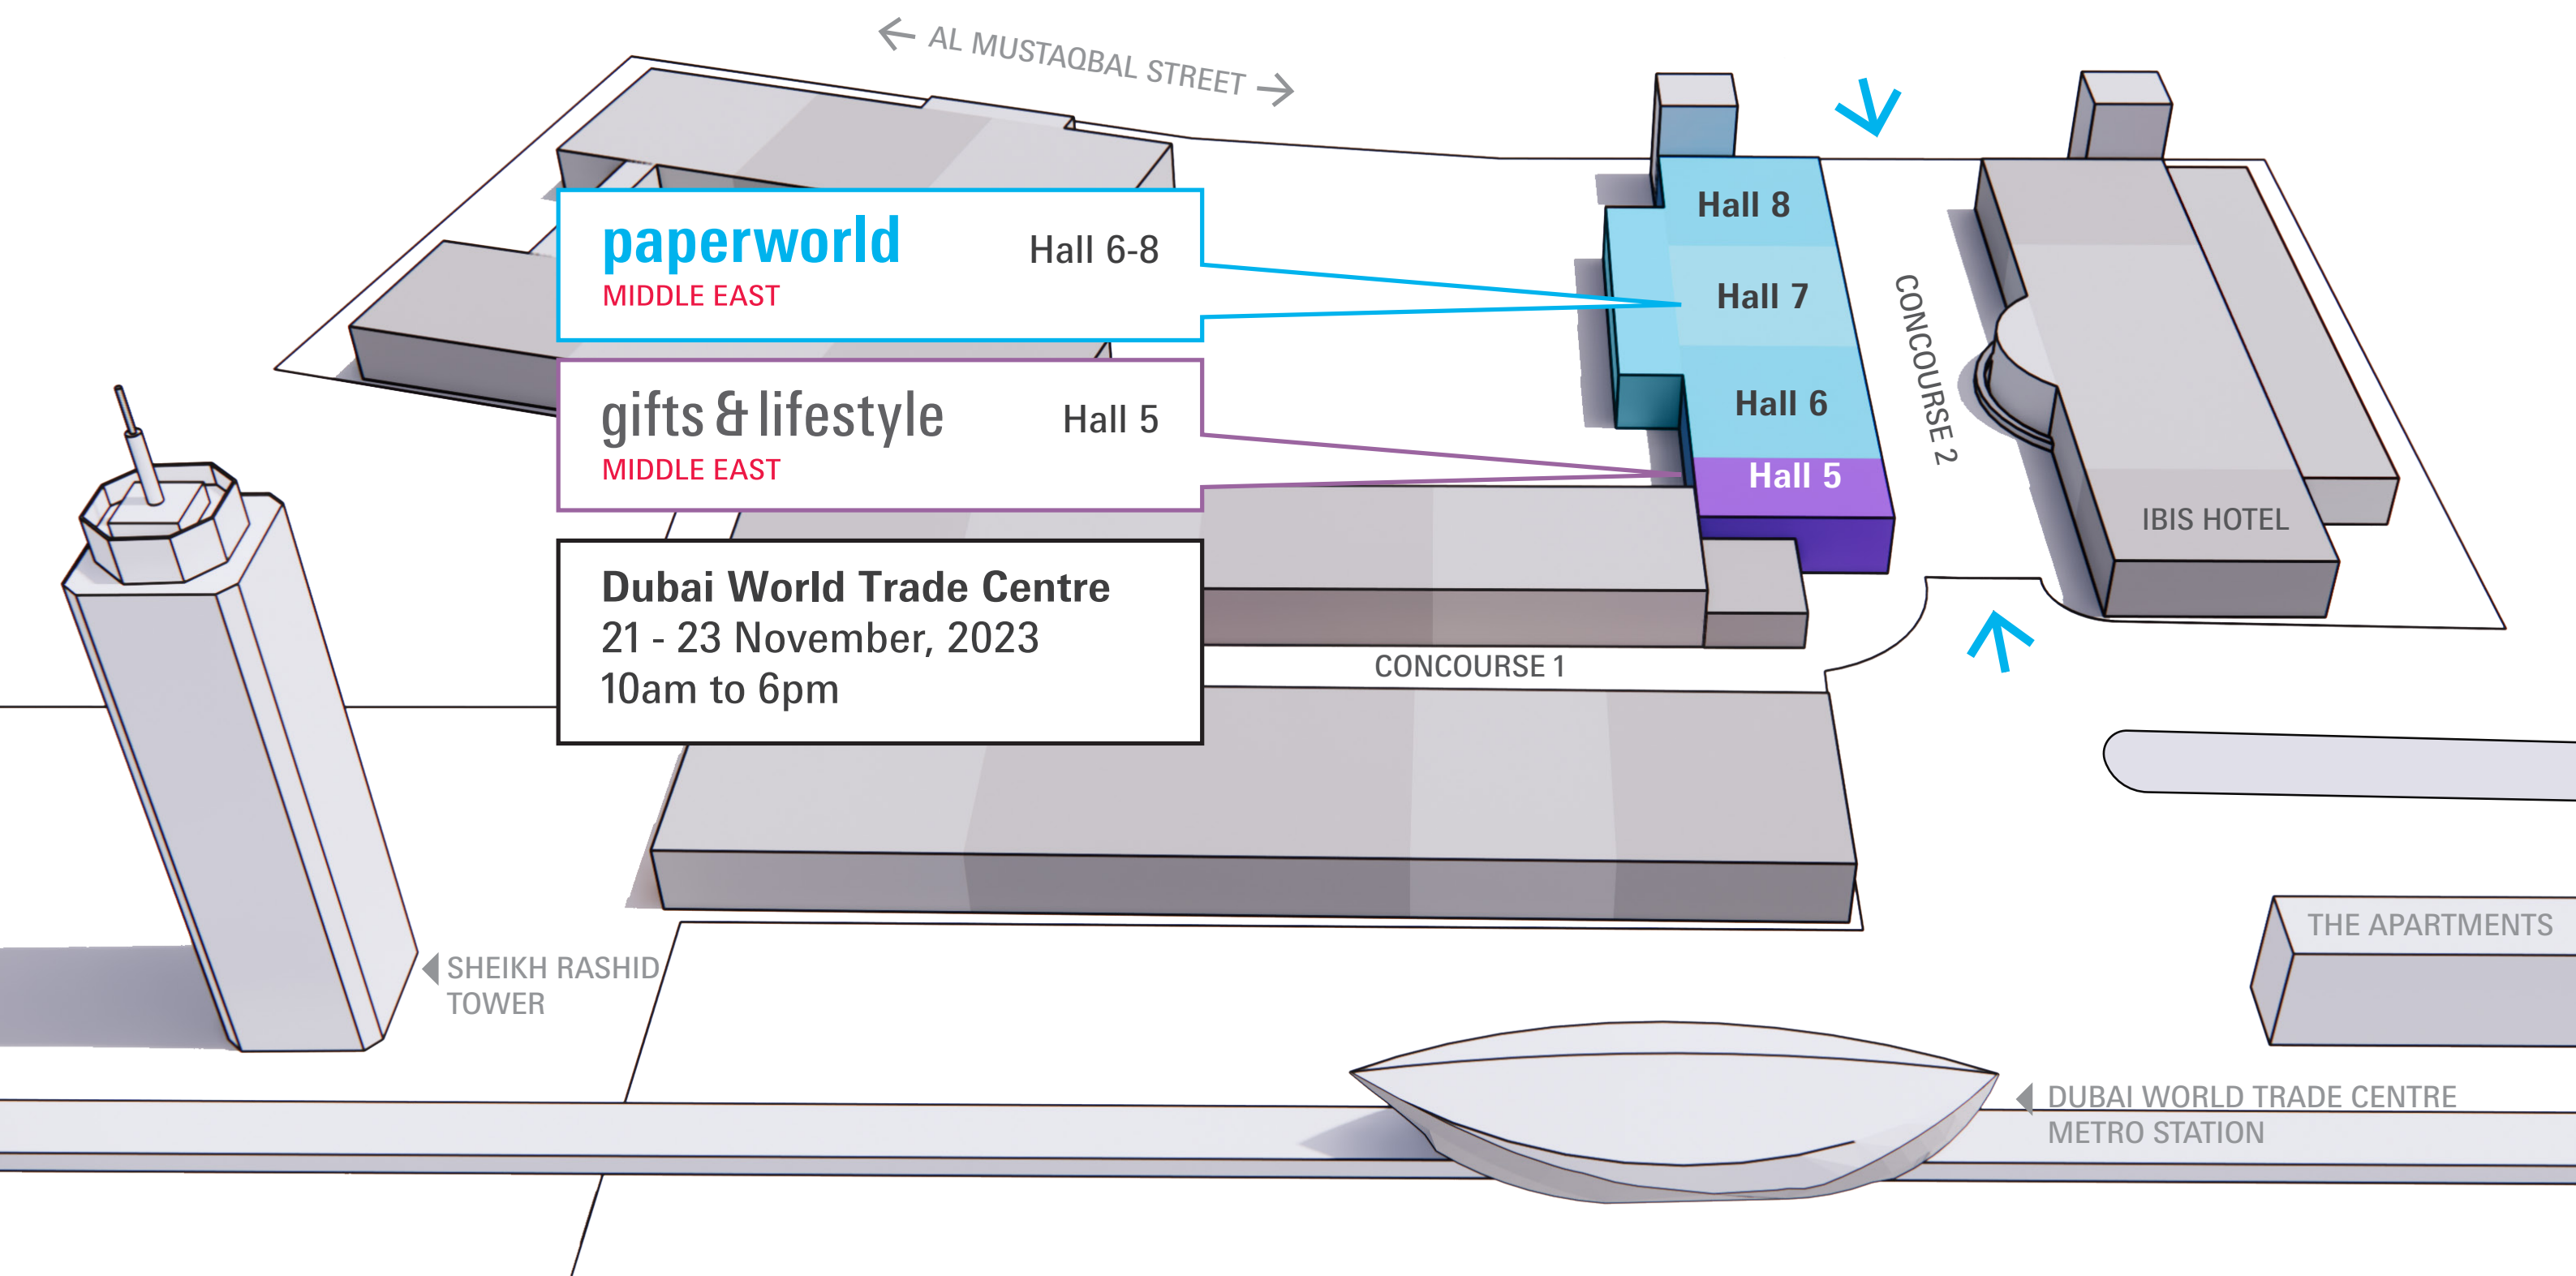 AL MUSTAQBAL STREET
paperworld
MIDDLE EAST
Hall 6-8
gifts & lifestyle
MIDDLE EAST
Hall 5
Dubai World Trade Centre
21 - 23 November, 2023
10am to 6pm
Hall 8
Hall 7
Hall 6
Hall 5
CONCOURSE 2
IBIS HOTEL
CONCOURSE 1
SHEIKH RASHID
TOWER
THE APARTMENTS
DUBAI WORLD TRADE CENTRE
METRO STATION